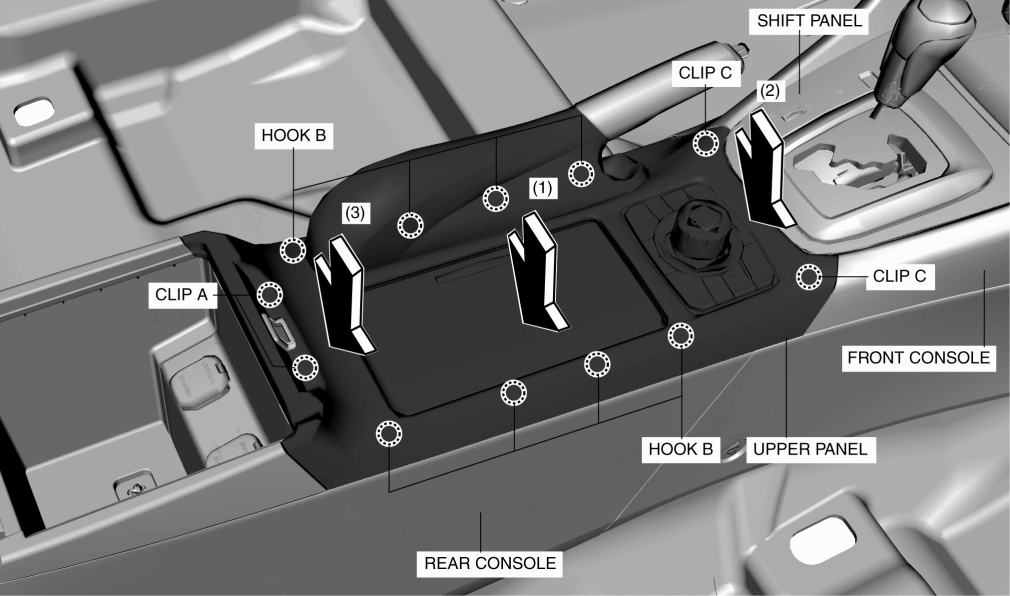 SHIFT PANEL
CLIP C
(2)
HOOK B
(1)
(3)
CLIP A
CLIP C
FRONT CONSOLE
HOOK B
UPPER PANEL
REAR CONSOLE